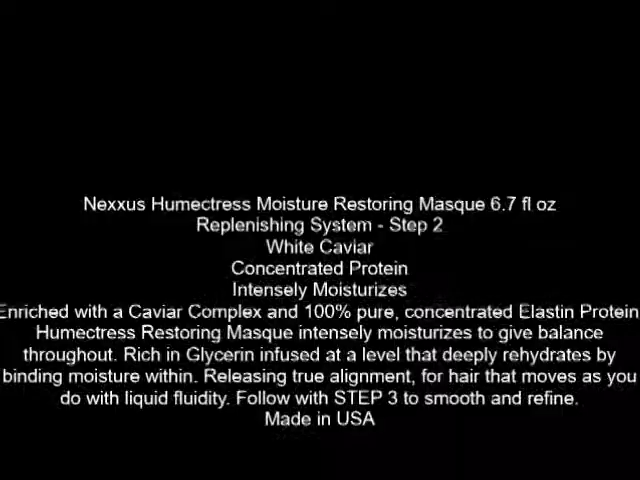 Nexxus Humectress Moisture Restoring Masque 6.7 fl oz
Replenishing System - Step 2
White Caviar
Concentrated Protein
Intensely Moisturizes
Enriched with a Caviar Complex and 100% pure, concentrated Elastin Protein,
Humectress Restoring Masque intensely moisturizes to give balance
throughout. Rich in Glycerin infused at a level that deeply rehydrates by
binding moisture within. Releasing true alignment, for hair that moves as you
do with liquid fluidity. Follow with STEP 3 to smooth and refine.
Made in USA